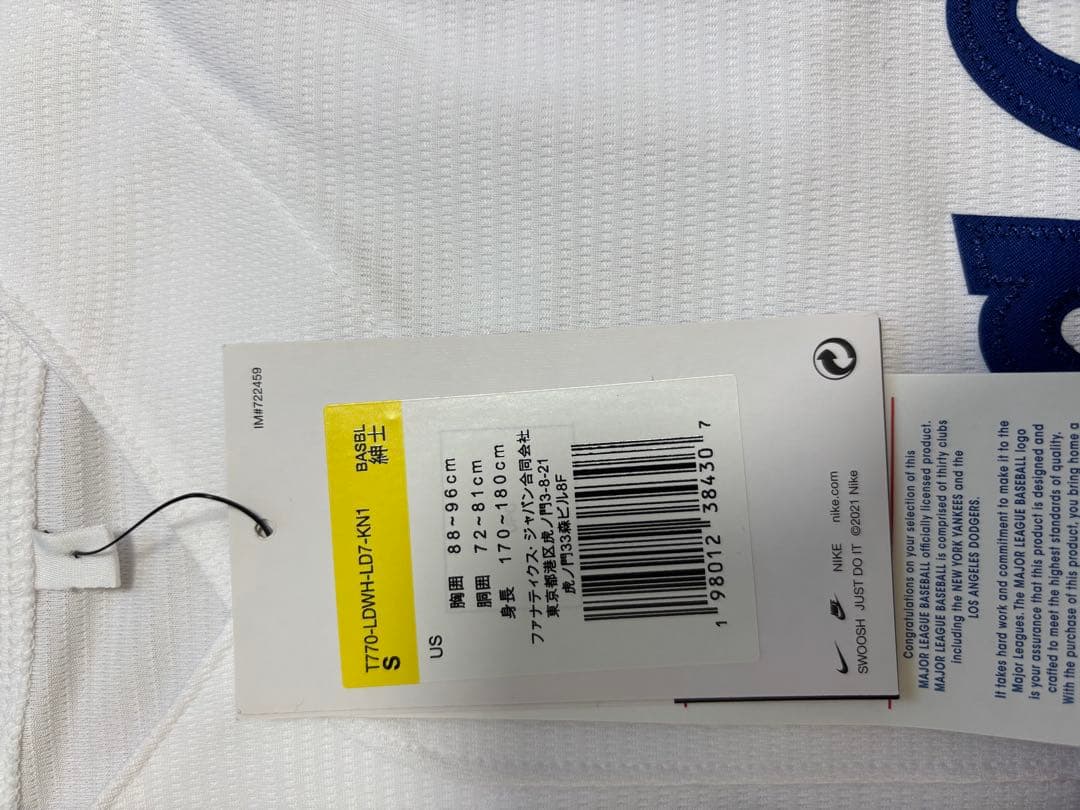 IM#722459
T770-LDWH-LD7-KN1 BASBL
S 紳士
US
胸囲 88~96cm
胴囲 72~81cm
身長 170~180cm
ファナティクス・ジャパン合同会社
東京都港区虎ノ門3-8-21
虎ノ門33森ビル8F
1 98012 38430 7
NIKE nike.com
SWOOSH JUST DO IT ©2021 Nike
Congratulations on your selection of this
MAJOR LEAGUE BASEBALL officially licensed product.
MAJOR LEAGUE BASEBALL is comprised of thirty clubs
including the NEW YORK YANKEES and the
LOS ANGELES DODGERS.
It takes hard work and commitment to make it to the
Major Leagues. The MAJOR LEAGUE BASEBALL logo
is your assurance that this product is designed and
crafted to meet the highest standards of quality.
With the purchase of this product, you bring home a